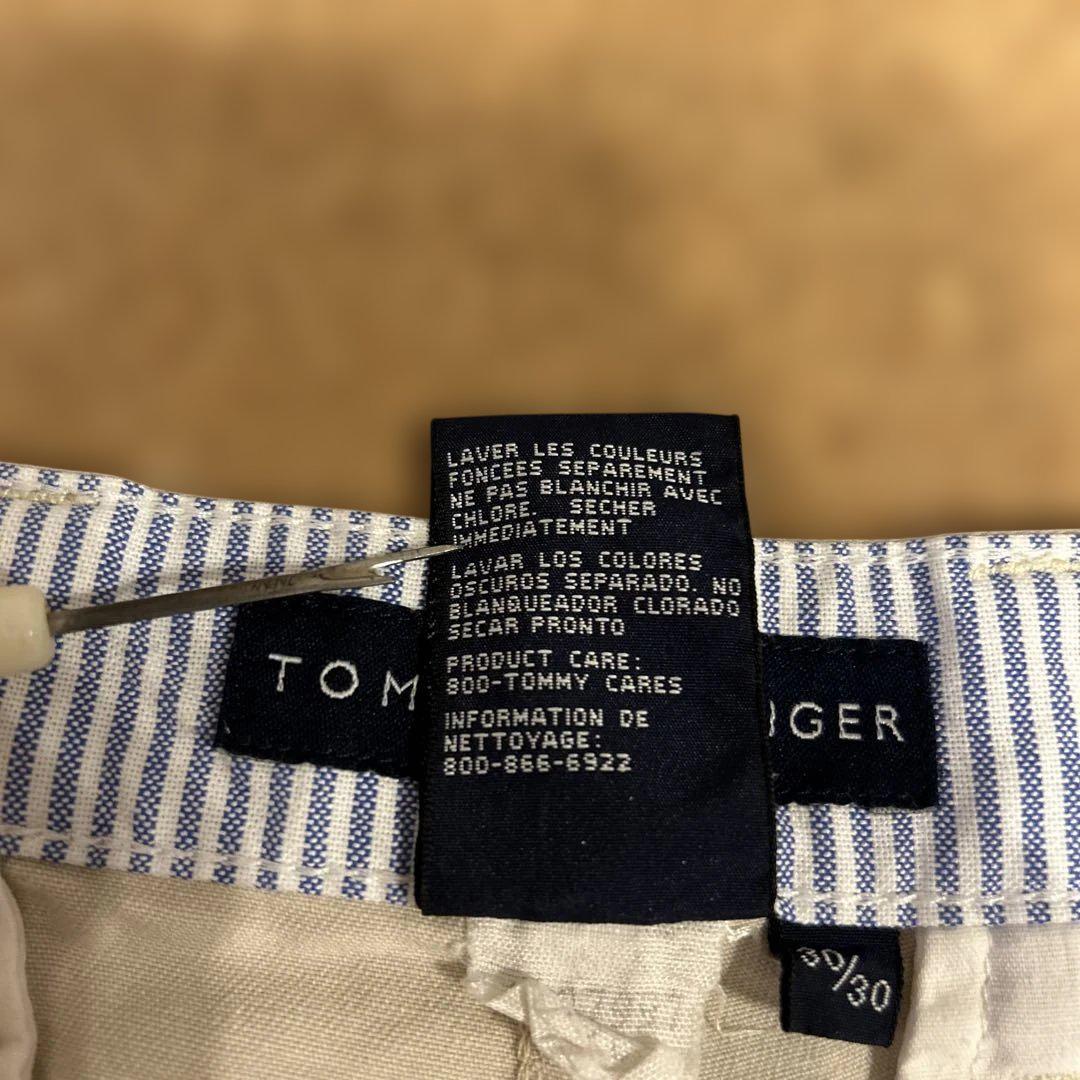 LAVER LES COULEURS
FONCEES SEPAREMENT
NE PAS BLANCHIR AVEC
CHLORE. SECHER
IMMEDIATEMENT
LAVAR LOS COLORES
OSCUROS SEPARADO. NO
BLANQUEADOR CLORADO
SECAR PRONTO
PRODUCT CARE:
800-TOMMY CARES
INFORMATION DE
NETTOYAGE:
800-866-6922
TOM
GER
30/30